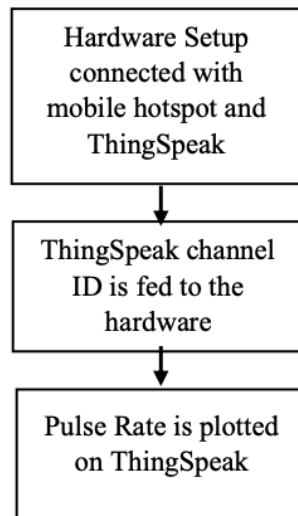 Hardware Setup
connected with
mobile hotspot and
ThingSpeak
ThingSpeak channel
ID is fed to the
hardware
Pulse Rate is plotted
on ThingSpeak